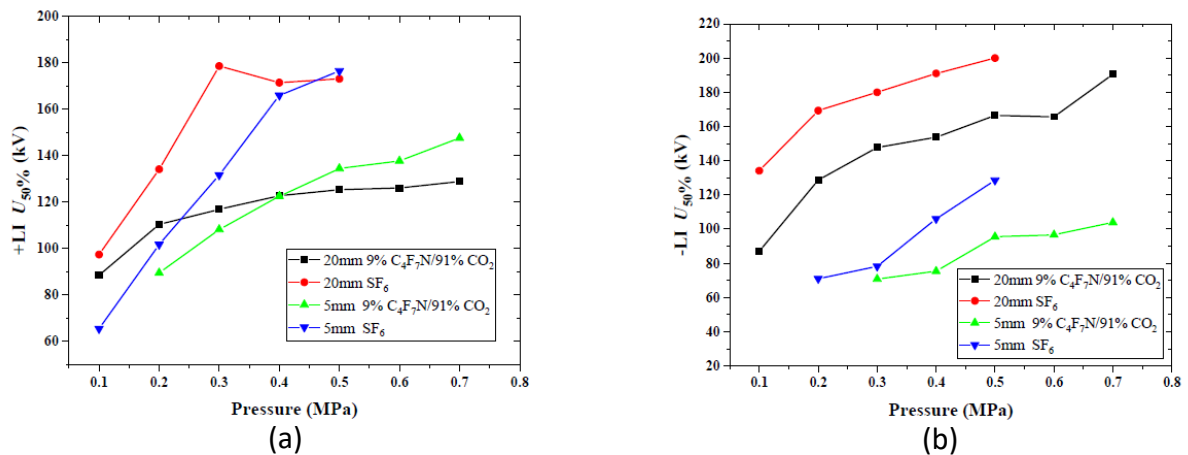 +LI U50% (kV)
200
180
160
140
120
100
80
60
20mm 9% C4F7N/91% CO2
20mm SF6
5mm 9% C4F7N/91% CO2
5mm SF6
0.1 0.2 0.3 0.4 0.5 0.6 0.7 0.8
Pressure (MPa)
(a)
-LI U50% (kV)
220
200
180
160
140
120
100
80
60
40
20
20mm 9% C4F7N/91% CO2
20mm SF6
5mm 9% C4F7N/91% CO2
5mm SF6
0.1 0.2 0.3 0.4 0.5 0.6 0.7 0.8
Pressure (MPa)
(b)